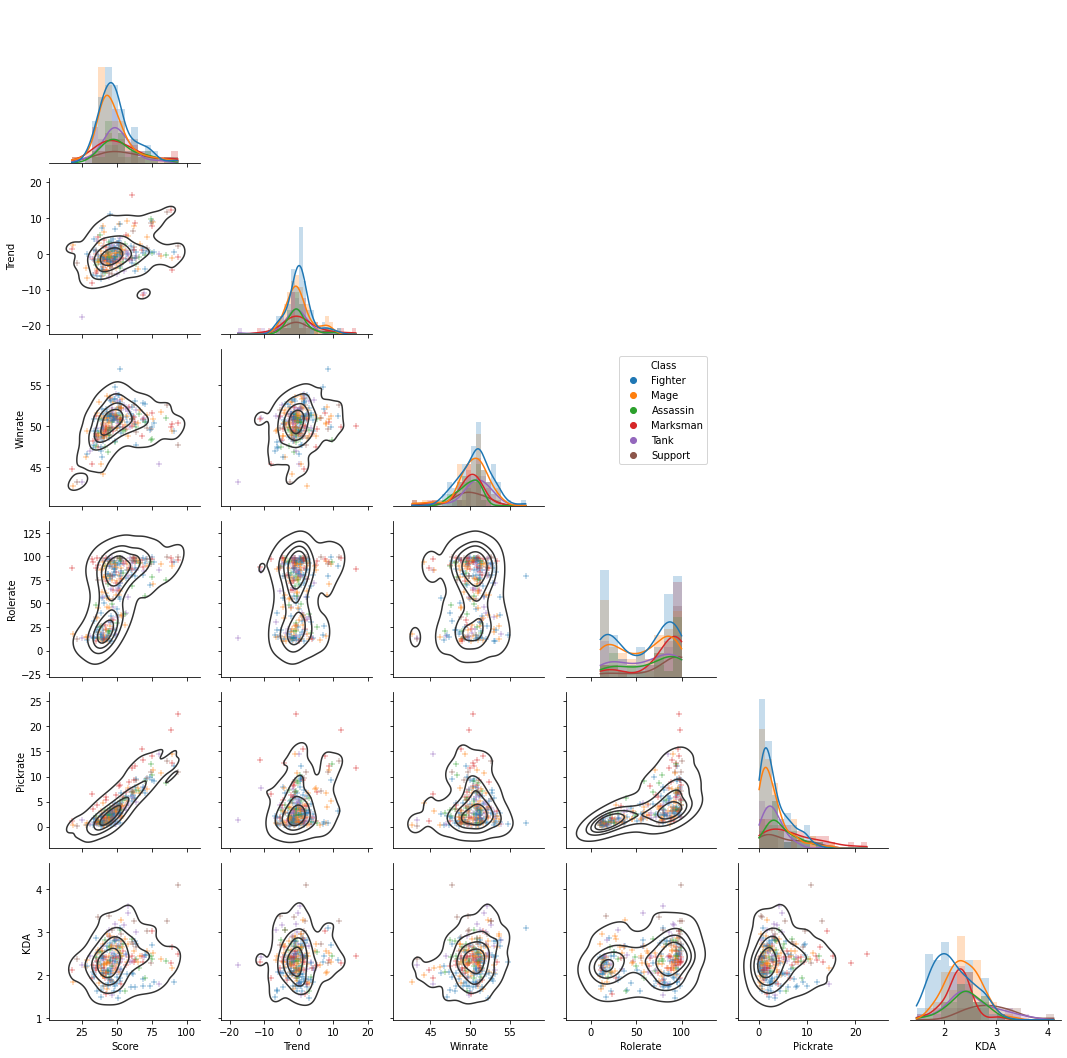 20
10
0
−10
−20
Trend
55
50
45
Winrate
Class
Fighter
Mage
Assassin
Marksman
Tank
Support
125
100
75
50
25
0
−25
Rolerate
25
20
15
10
5
0
Pickrate
4
3
2
1
KDA
25 50 75 100
Score
−20 −10 0 10 20
Trend
45 50 55
Winrate
0 50 100
Rolerate
0 10 20
Pickrate
2 3 4
KDA